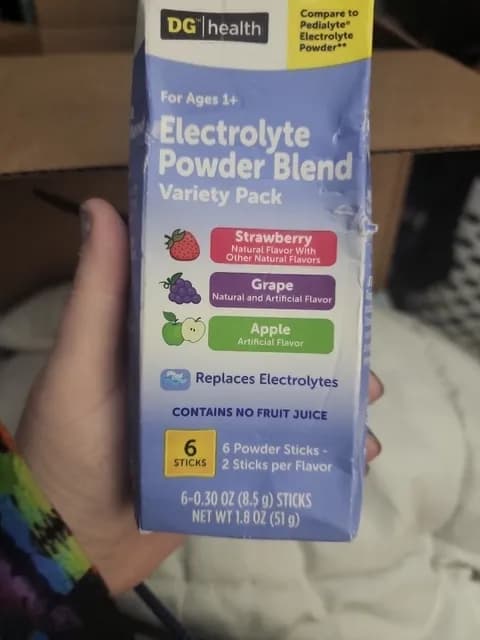 DG™ health
Compare to
Pedialyte®
Electrolyte
Powder**
For Ages 1+
Electrolyte
Powder Blend
Variety Pack
Strawberry
Natural Flavor With
Other Natural Flavors
Grape
Natural and Artificial Flavor
Apple
Artificial Flavor
Replaces Electrolytes
CONTAINS NO FRUIT JUICE
6
STICKS
6 Powder Sticks -
2 Sticks per Flavor
6-0.30 OZ (8.5 g) STICKS
NET WT 1.8 OZ (51 g)